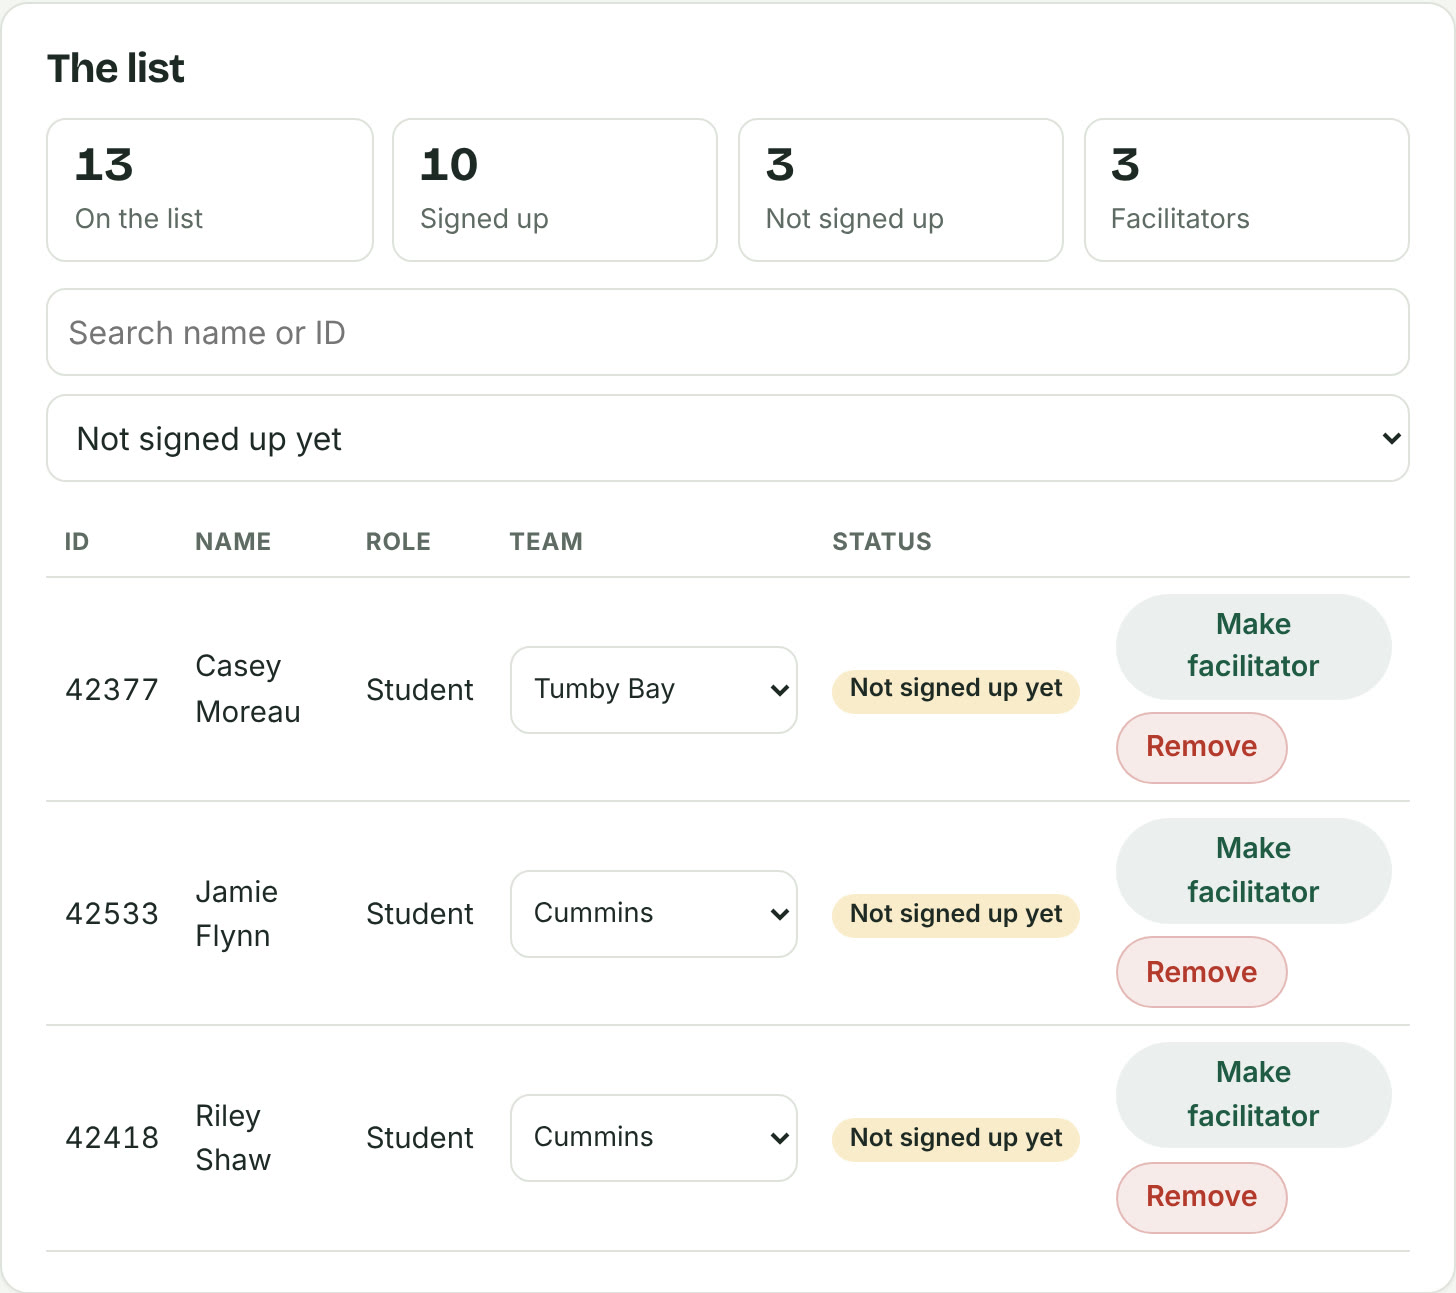 The list
13
On the list
10
Signed up
3
Not signed up
3
Facilitators
Search name or ID
Not signed up yet
ID NAME ROLE TEAM STATUS
42377 Casey Moreau Student Tumby Bay Not signed up yet Make facilitator
Remove
42533 Jamie Flynn Student Cummins Not signed up yet Make facilitator
Remove
42418 Riley Shaw Student Cummins Not signed up yet Make facilitator
Remove